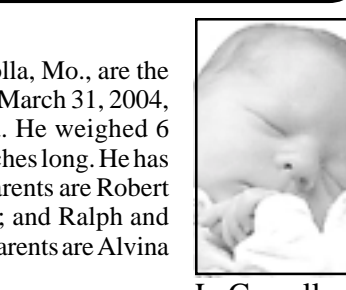 olla, Mo., are the
March 31, 2004,
He weighed 6
ches long. He has
arents are Robert
; and Ralph and
arents are Alvina